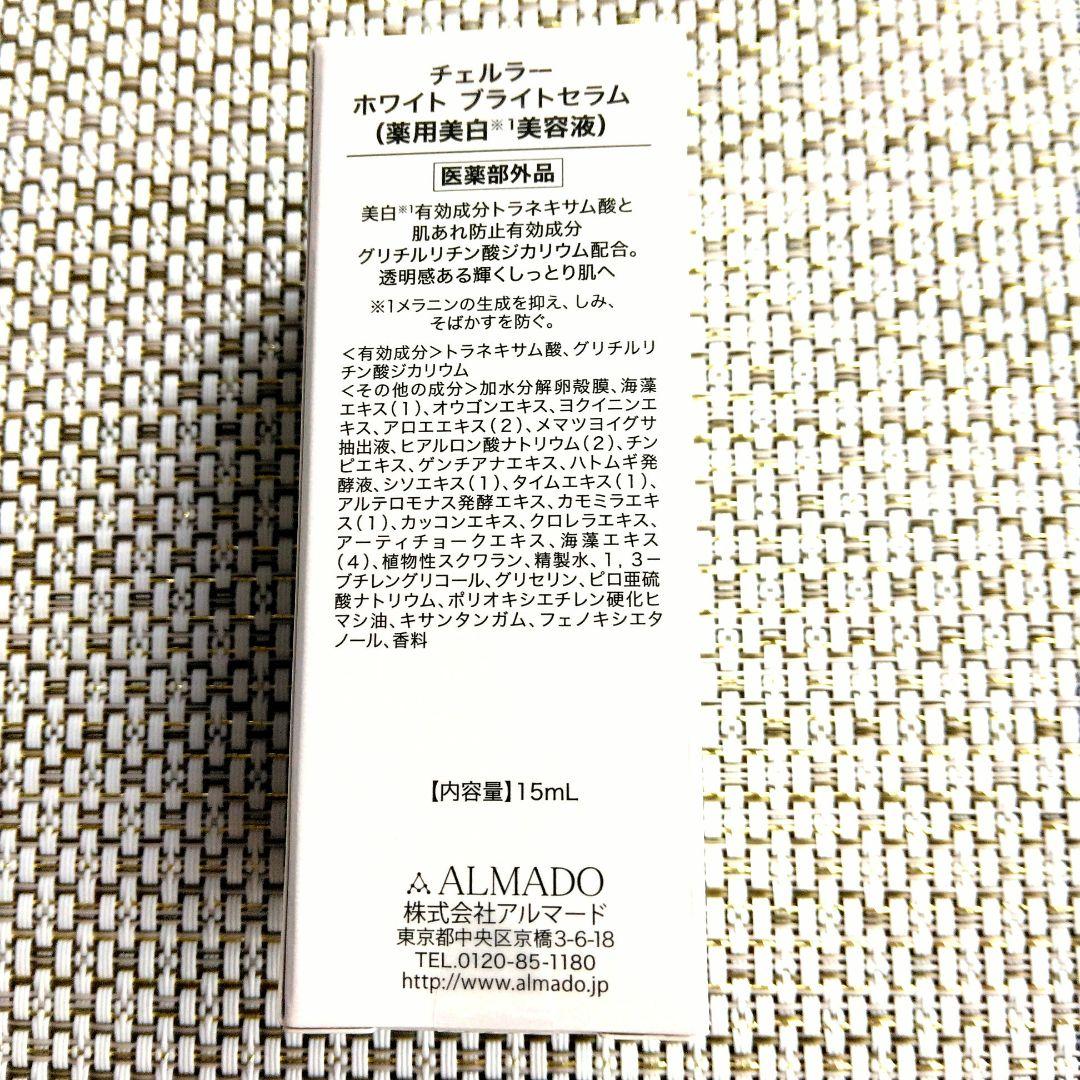 チェルラー
ホワイト ブライトセラム
(薬用美白※1美容液)
医薬部外品
美白※1有効成分トラネキサム酸と
肌あれ防止有効成分
グリチルリチン酸ジカリウム配合。
透明感ある輝くしっとり肌へ
※1メラニンの生成を抑え、しみ、
そばかすを防ぐ。
<有効成分>トラネキサム酸、グリチルリ
チン酸ジカリウム
<その他の成分>加水分解卵殻膜、海藻
エキス(1)、オウゴンエキス、ヨクイニンエ
キス、アロエエキス(2)、メマツヨイグサ
抽出液、ヒアルロン酸ナトリウム(2)、チン
ピエキス、ゲンチアナエキス、ハトムギ発
酵液、シソエキス(1)、タイムエキス(1)、
アルテロモナス発酵エキス、カモミラエキ
ス(1)、カッコンエキス、クロレラエキス、
アーティチョークエキス、海藻エキス
(4)、植物性スクワラン、精製水、1,3－
ブチレングリコール、グリセリン、ピロ亜硫
酸ナトリウム、ポリオキシエチレン硬化ヒ
マシ油、キサンタンガム、フェノキシエタ
ノール、香料
【内容量】15mL
ALMADO
株式会社アルマード
東京都中央区京橋3-6-18
TEL.0120-85-1180
http://www.almado.jp